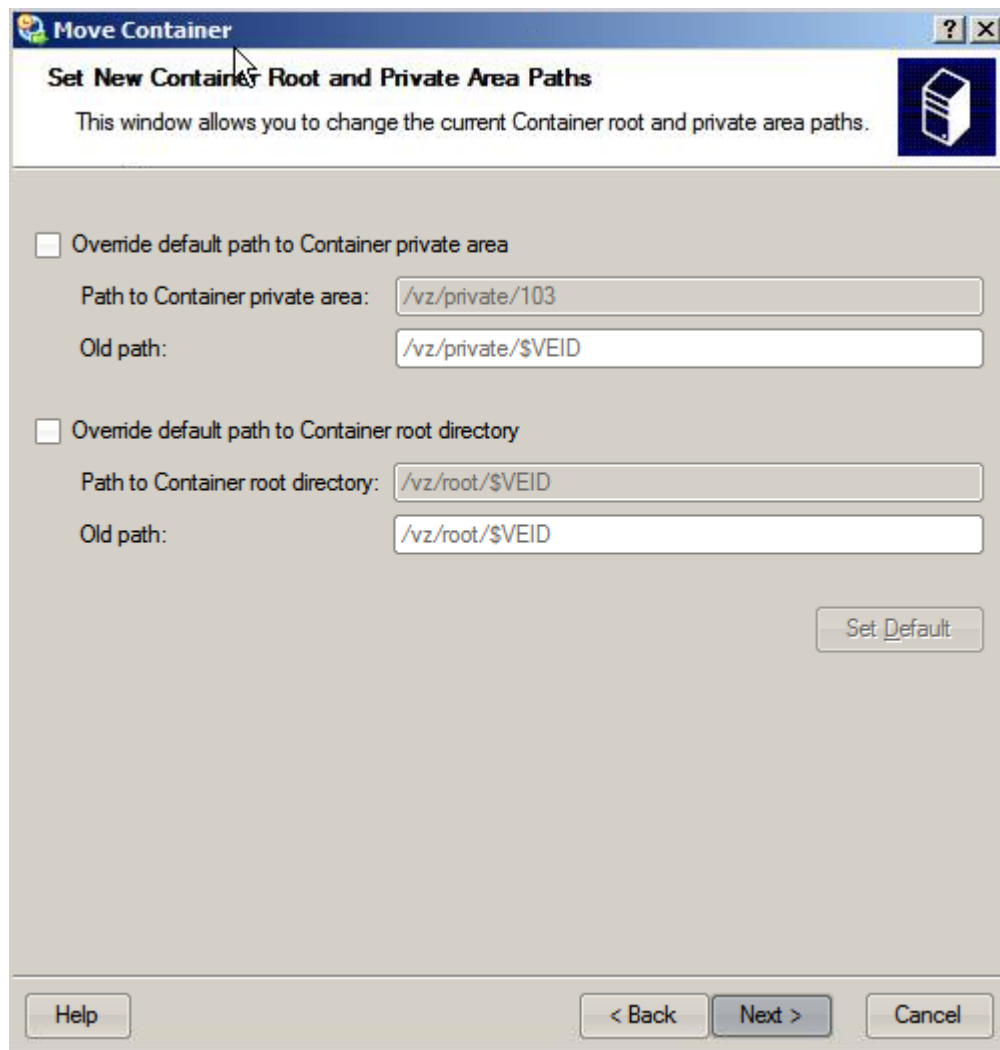 Move Container
Set New Container Root and Private Area Paths
This window allows you to change the current Container root and private area paths.
Override default path to Container private area
Path to Container private area: /vz/private/103
Old path: /vz/private/$VEID
Override default path to Container root directory
Path to Container root directory: /vz/root/$VEID
Old path: /vz/root/$VEID
Set Default
Help < Back Next > Cancel